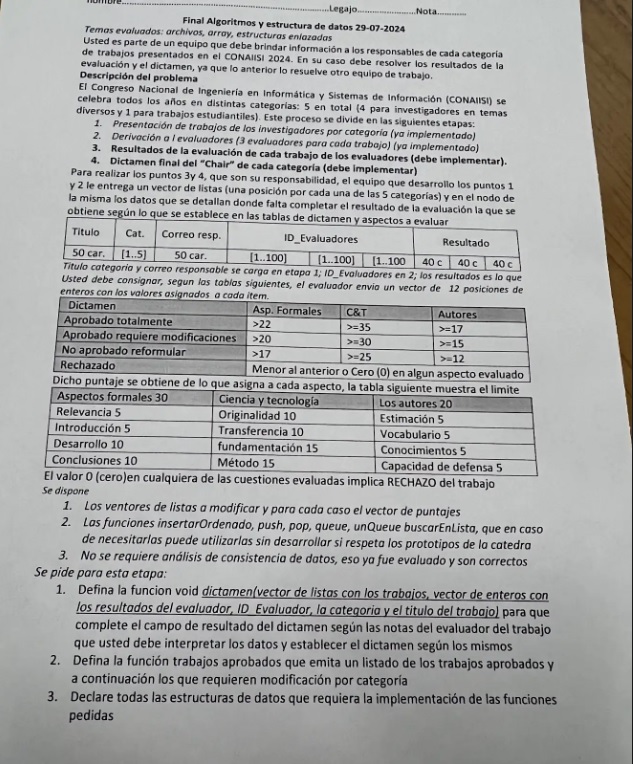 nombre..........................................................Legajo....................Nota..............
Final Algoritmos y estructura de datos 29-07-2024
Temas evaluados: archivos, array, estructuras enlazadas
Usted es parte de un equipo que debe brindar información a los responsables de cada categoría
de trabajos presentados en el CONAIISI 2024. En su caso debe resolver los resultados de la
evaluación y el dictamen, ya que lo anterior lo resuelve otro equipo de trabajo.
Descripción del problema
El Congreso Nacional de Ingeniería en Informática y Sistemas de Información (CONAIISI) se
celebra todos los años en distintas categorías: 5 en total (4 para investigadores en temas
diversos y 1 para trabajos estudiantiles). Este proceso se divide en las siguientes etapas:
1. Presentación de trabajos de los investigadores por categoría (ya implementado)
2. Derivación a l evaluadores (3 evaluadores para cada trabajo) (ya implementado)
3. Resultados de la evaluación de cada trabajo de los evaluadores (debe implementar).
4. Dictamen final del "Chair" de cada categoría (debe implementar)
Para realizar los puntos 3y 4, que son su responsabilidad, el equipo que desarrollo los puntos 1
y 2 le entrega un vector de listas (una posición por cada una de las 5 categorías) y en el nodo de
la misma los datos que se detallan donde falta completar el resultado de la evaluación la que se
obtiene según lo que se establece en las tablas de dictamen y aspectos a evaluar
Titulo Cat. Correo resp. ID_Evaluadores Resultado
50 car. [1..5] 50 car. [1..100] [1..100] [1..100 40 c 40 c 40 c
Titulo categoría y correo responsable se carga en etapa 1; ID_Evaluadores en 2; los resultados es lo que
Usted debe consignar, segun las tablas siguientes, el evaluador envia un vector de 12 posiciones de
enteros con los valores asignados a cada item.
Dictamen Asp. Formales C&T Autores
Aprobado totalmente >22 >=35 >=17
Aprobado requiere modificaciones >20 >=30 >=15
No aprobado reformular >17 >=25 >=12
Rechazado Menor al anterior o Cero (0) en algun aspecto evaluado
Dicho puntaje se obtiene de lo que asigna a cada aspecto, la tabla siguiente muestra el limite
Aspectos formales 30 Ciencia y tecnología Los autores 20
Relevancia 5 Originalidad 10 Estimación 5
Introducción 5 Transferencia 10 Vocabulario 5
Desarrollo 10 fundamentación 15 Conocimientos 5
Conclusiones 10 Método 15 Capacidad de defensa 5
El valor 0 (cero)en cualquiera de las cuestiones evaluadas implica RECHAZO del trabajo
Se dispone
1. Los ventores de listas a modificar y para cada caso el vector de puntajes
2. Las funciones insertarOrdenado, push, pop, queue, unQueue buscarEnLista, que en caso
de necesitarlas puede utilizarlas sin desarrollar si respeta los prototipos de la catedra
3. No se requiere análisis de consistencia de datos, eso ya fue evaluado y son correctos
Se pide para esta etapa:
1. Defina la funcion void dictamen(vector de listas con los trabajos, vector de enteros con
los resultados del evaluador, ID_Evaluador, la categoria y el titulo del trabajo) para que
complete el campo de resultado del dictamen según las notas del evaluador del trabajo
que usted debe interpretar los datos y establecer el dictamen según los mismos
2. Defina la función trabajos aprobados que emita un listado de los trabajos aprobados y
a continuación los que requieren modificación por categoría
3. Declare todas las estructuras de datos que requiera la implementación de las funciones
pedidas